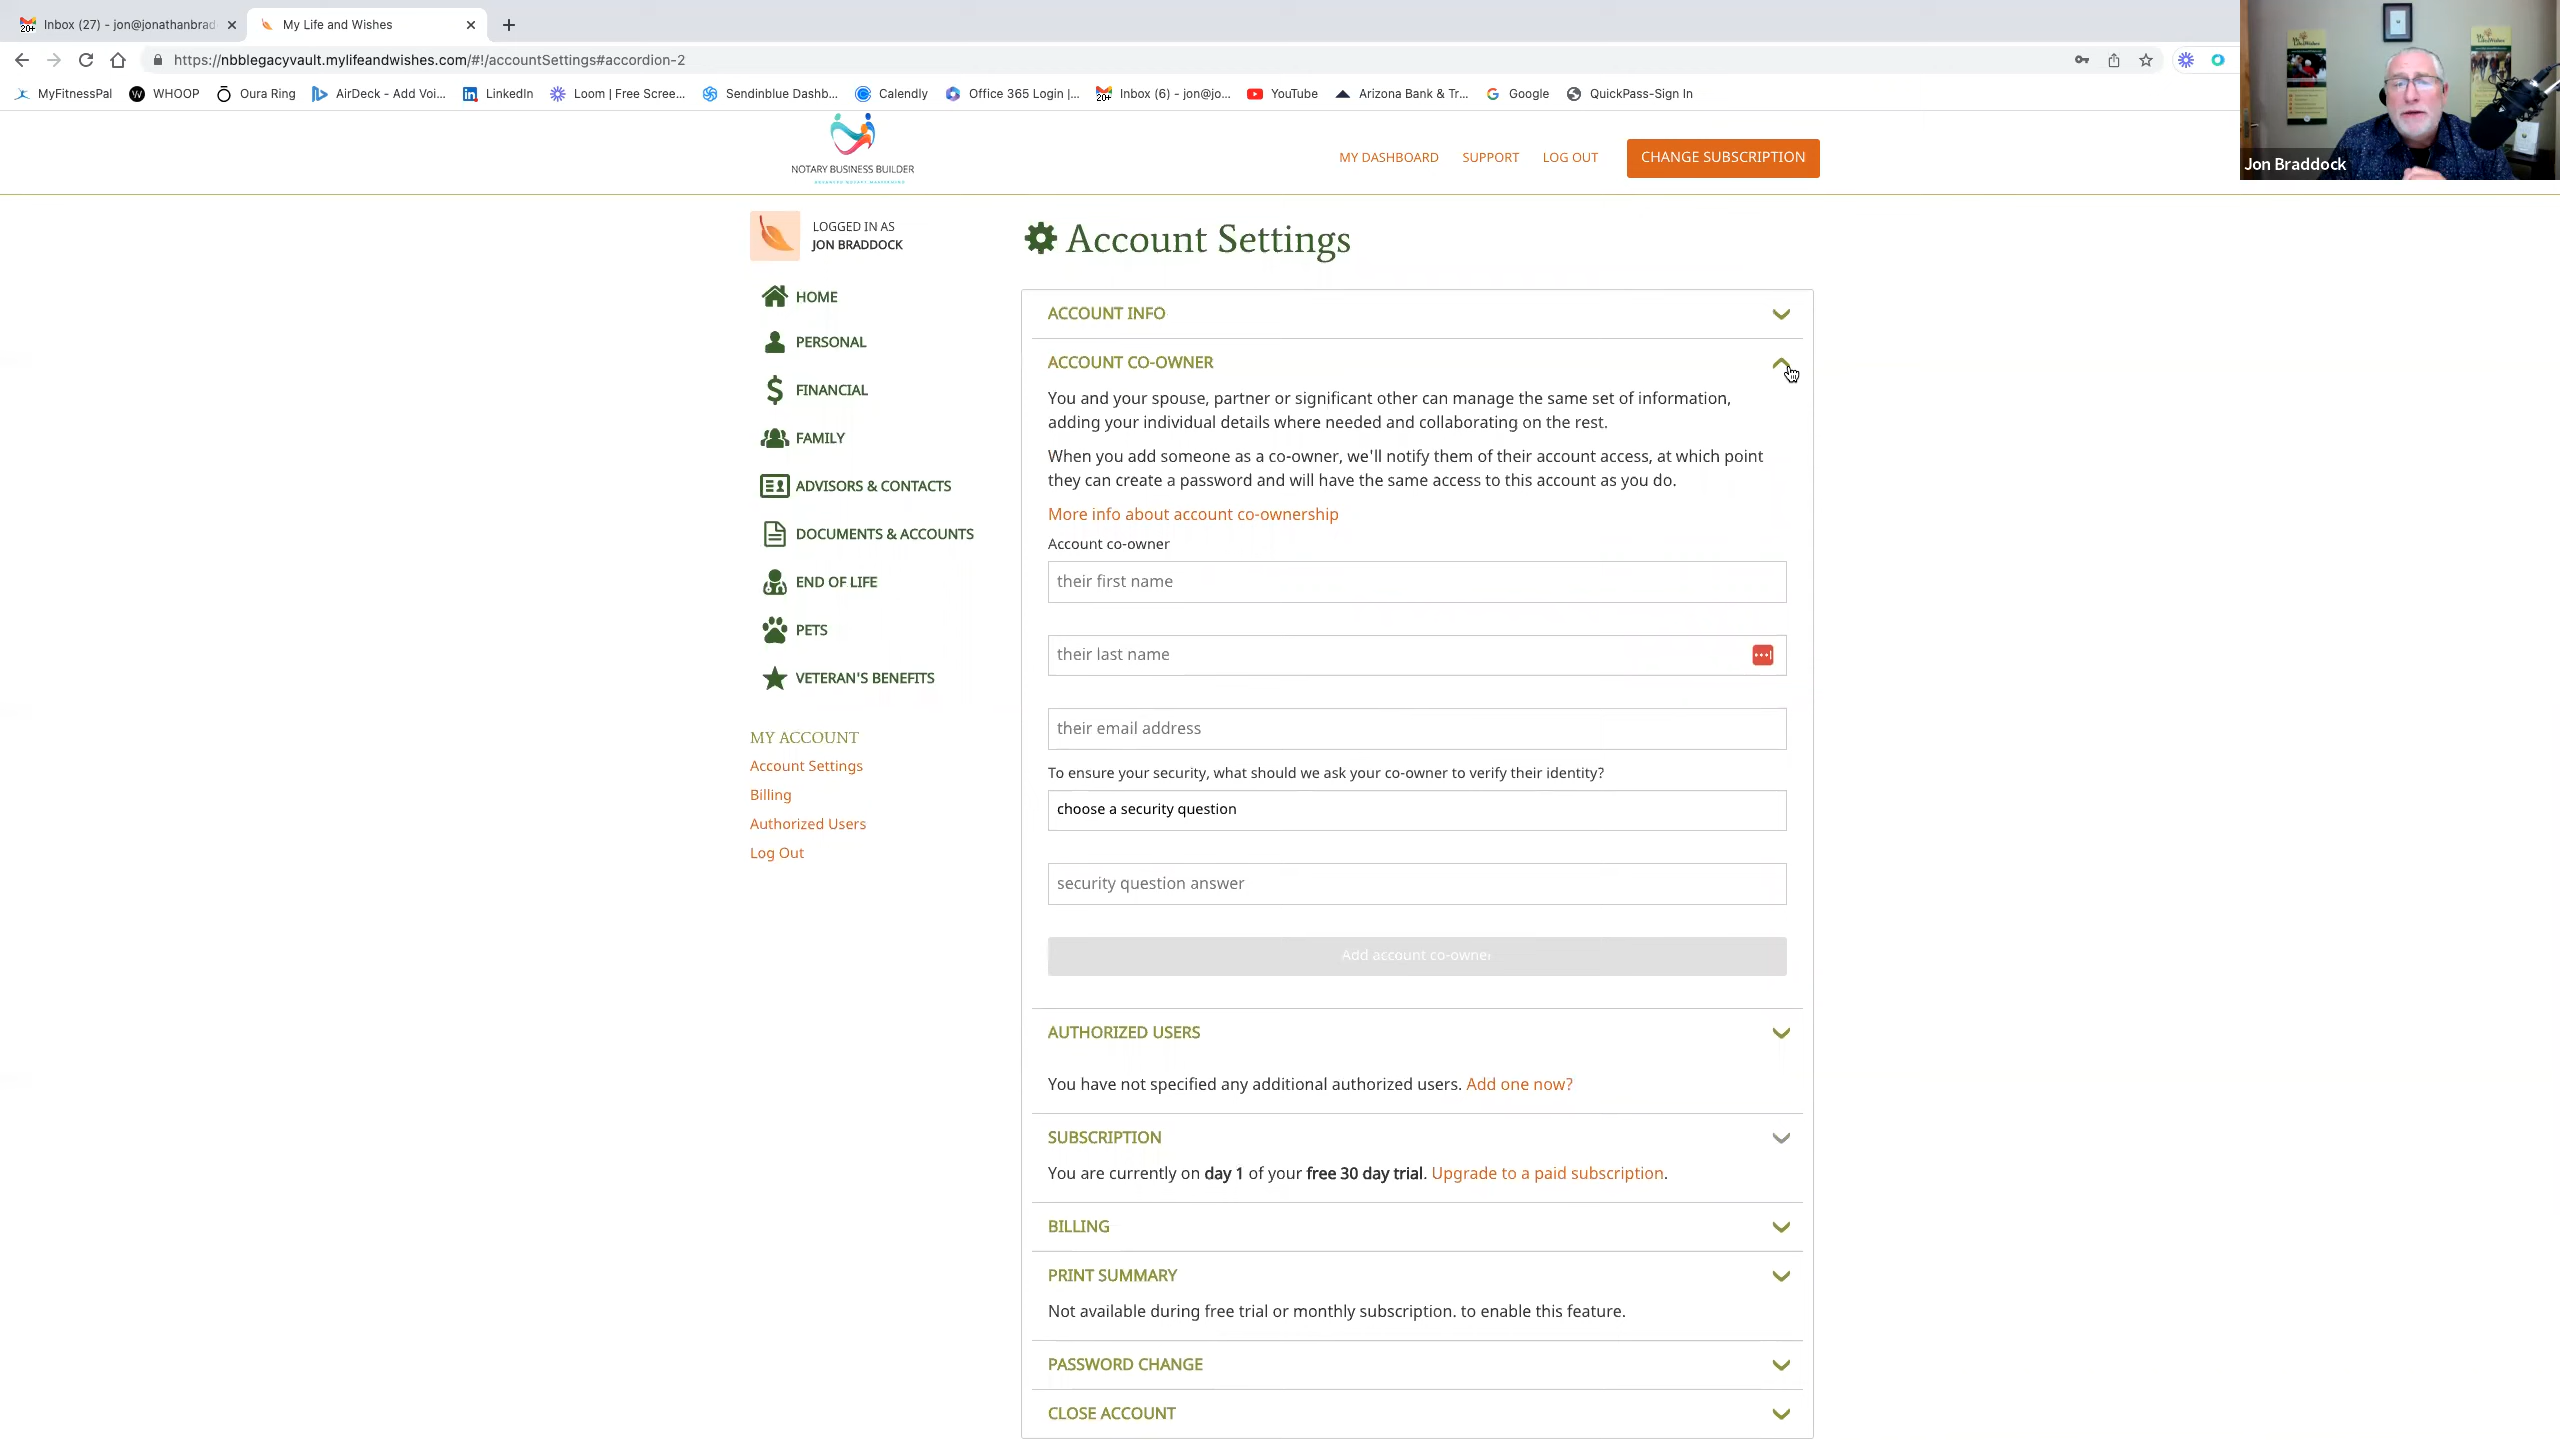 Inbox (27) - jon@jonathanbrad
My Life and Wishes
https://nbblegacyvault.mylifeandwishes.com/#!/accountSettings#accordion-2
MyFitnessPal
WHOOP
Oura Ring
AirDeck - Add Voi...
LinkedIn
Loom | Free Scree...
Sendinblue Dashb...
Calendly
Office 365 Login |...
Inbox (6) - jon@jo...
YouTube
Arizona Bank & Tr...
Google
QuickPass-Sign In
Jon Braddock
NOTARY BUSINESS BUILDER
MY DASHBOARD
SUPPORT
LOG OUT
CHANGE SUBSCRIPTION
LOGGED IN AS
JON BRADDOCK
HOME
PERSONAL
FINANCIAL
FAMILY
ADVISORS & CONTACTS
DOCUMENTS & ACCOUNTS
END OF LIFE
PETS
VETERAN'S BENEFITS
MY ACCOUNT
Account Settings
Billing
Authorized Users
Log Out
Account Settings
ACCOUNT INFO
ACCOUNT CO-OWNER
You and your spouse, partner or significant other can manage the same set of information,
adding your individual details where needed and collaborating on the rest.
When you add someone as a co-owner, we'll notify them of their account access, at which point
they can create a password and will have the same access to this account as you do.
More info about account co-ownership
Account co-owner
their first name
their last name
their email address
To ensure your security, what should we ask your co-owner to verify their identity?
choose a security question
security question answer
Add account co-owner
AUTHORIZED USERS
You have not specified any additional authorized users. Add one now?
SUBSCRIPTION
You are currently on day 1 of your free 30 day trial. Upgrade to a paid subscription.
BILLING
PRINT SUMMARY
Not available during free trial or monthly subscription. to enable this feature.
PASSWORD CHANGE
CLOSE ACCOUNT